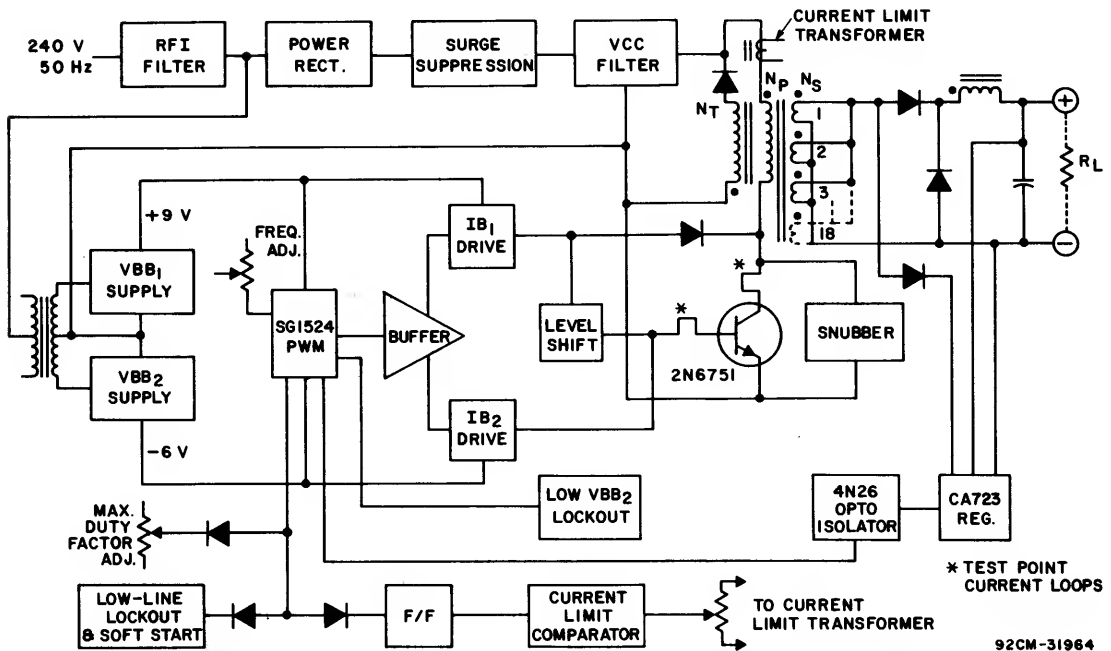 CURRENT LIMIT
TRANSFORMER
240 V
50 Hz
RFI
FILTER
POWER
RECT.
SURGE
SUPPRESSION
VCC
FILTER
NT
NP
NS
1
2
3
18
+
RL
−
+9 V
FREQ.
ADJ.
IB1
DRIVE
VBB1
SUPPLY
SG1524
PWM
BUFFER
LEVEL
SHIFT
*
*
2N6751
SNUBBER
VBB2
SUPPLY
IB2
DRIVE
-6 V
LOW VBB2
LOCKOUT
4N26
OPTO
ISOLATOR
CA723
REG.
MAX.
DUTY
FACTOR
ADJ.
* TEST POINT
CURRENT LOOPS
LOW-LINE
LOCKOUT
& SOFT START
F/F
CURRENT
LIMIT
COMPARATOR
TO CURRENT
LIMIT TRANSFORMER
92CM-31964